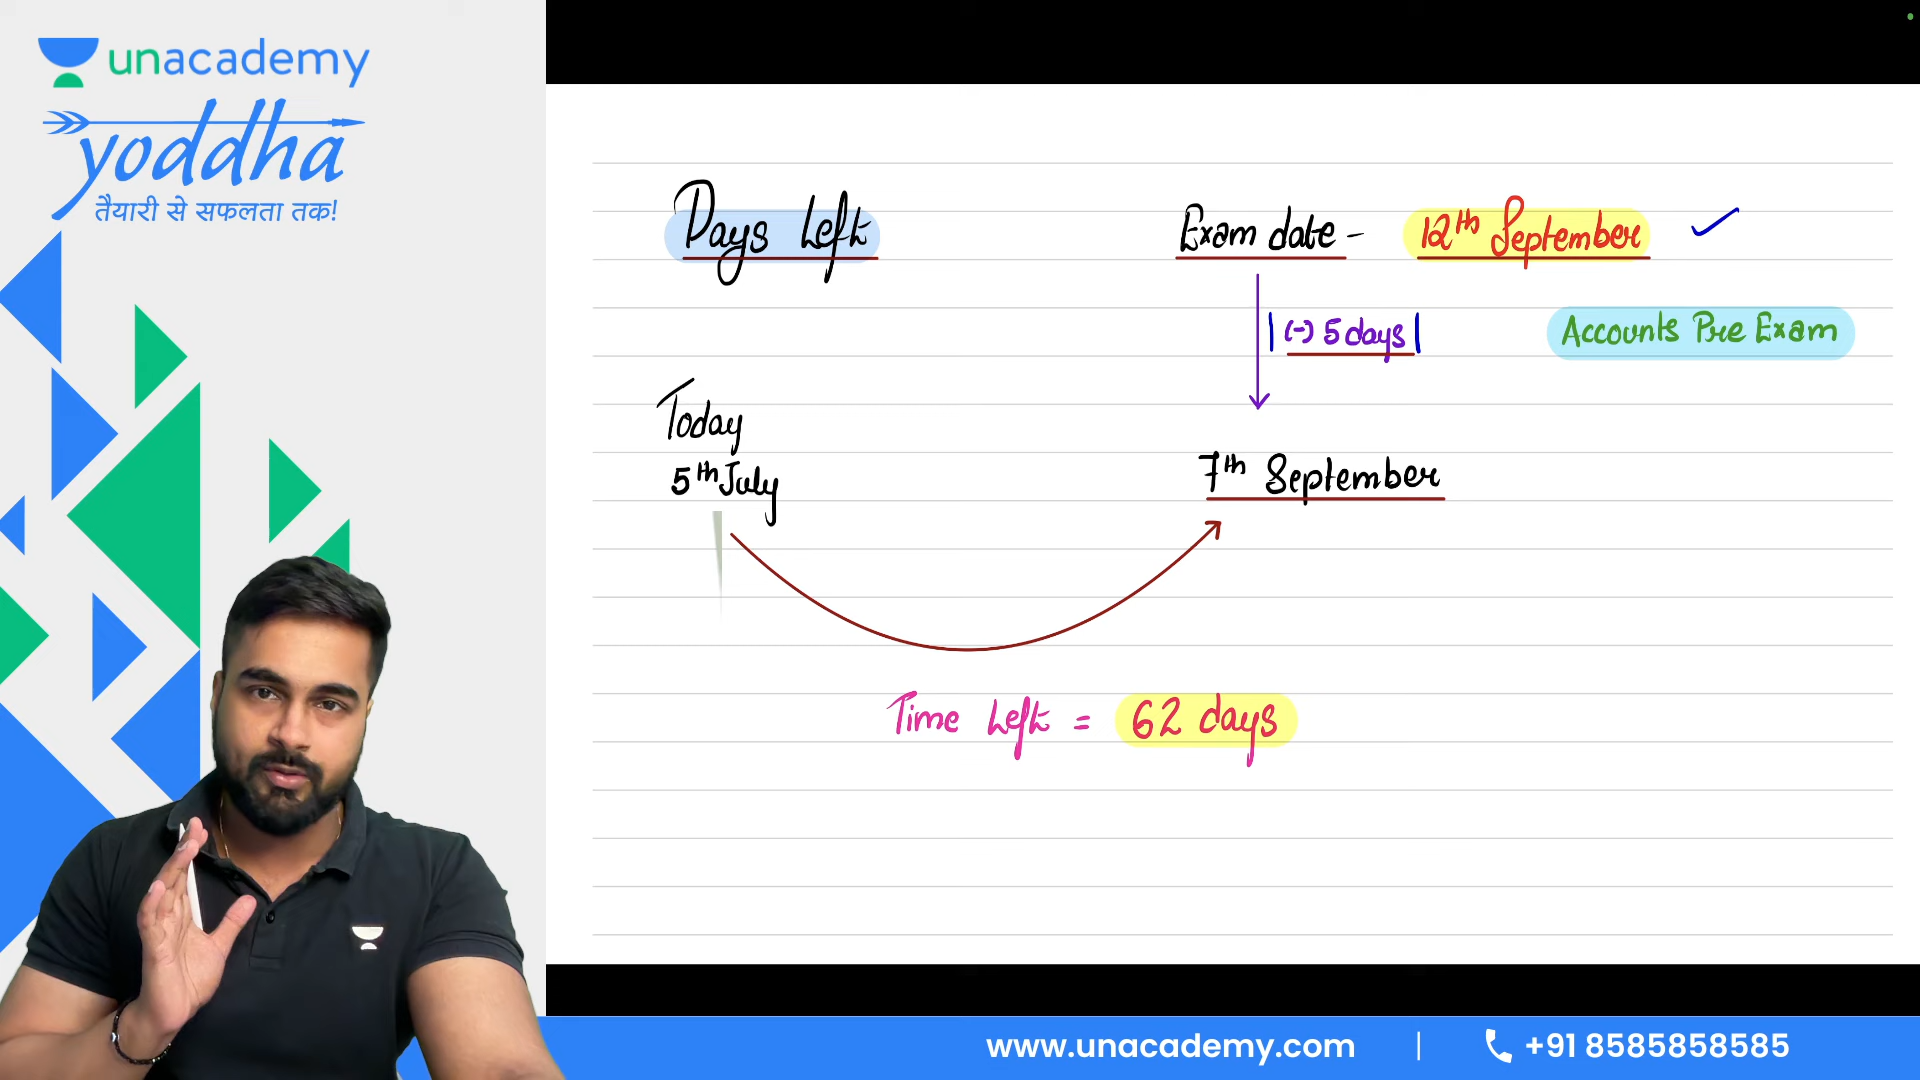 unacademy
yoddha
तैयारी से सफलता तक!
Days Left
Exam date - 12th September
(-) 5 days
Accounts Pre Exam
Today
5th July
7th September
Time Left = 62 days
www.unacademy.com | +91 8585858585